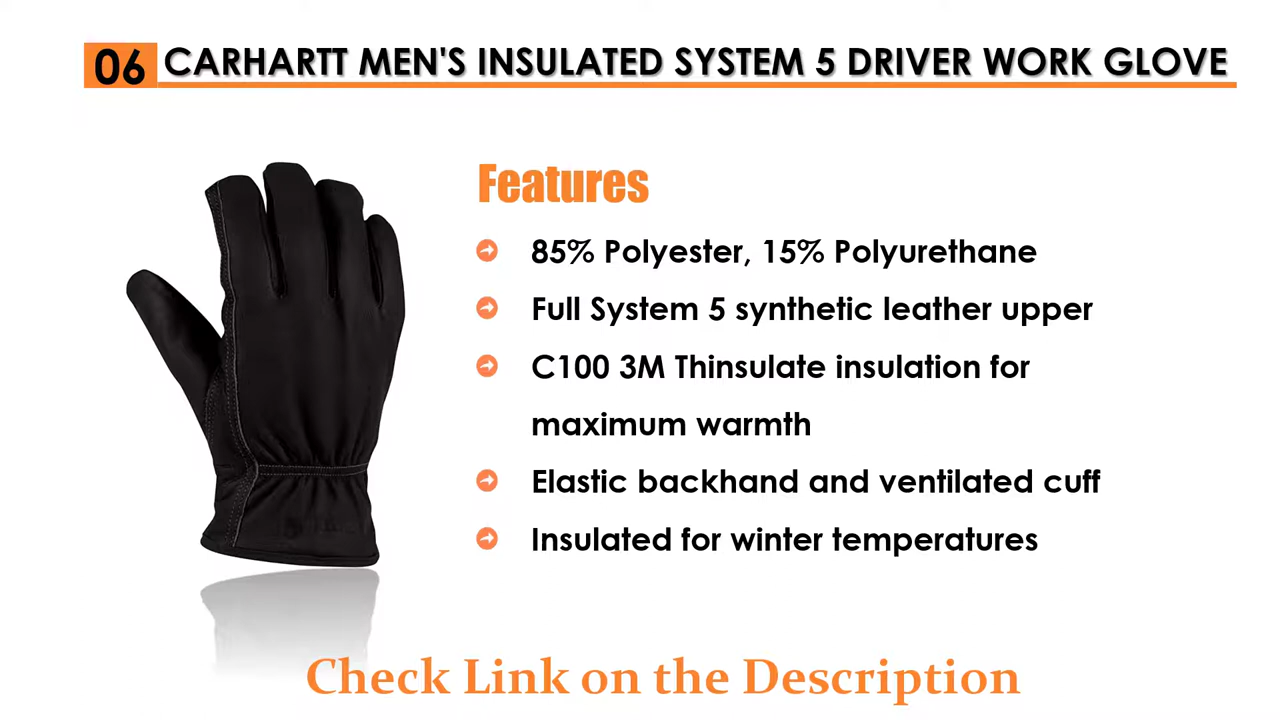 06 CARHARTT MEN'S INSULATED SYSTEM 5 DRIVER WORK GLOVE
Features
85% Polyester, 15% Polyurethane
Full System 5 synthetic leather upper
C100 3M Thinsulate insulation for
maximum warmth
Elastic backhand and ventilated cuff
Insulated for winter temperatures
Check Link on the Description